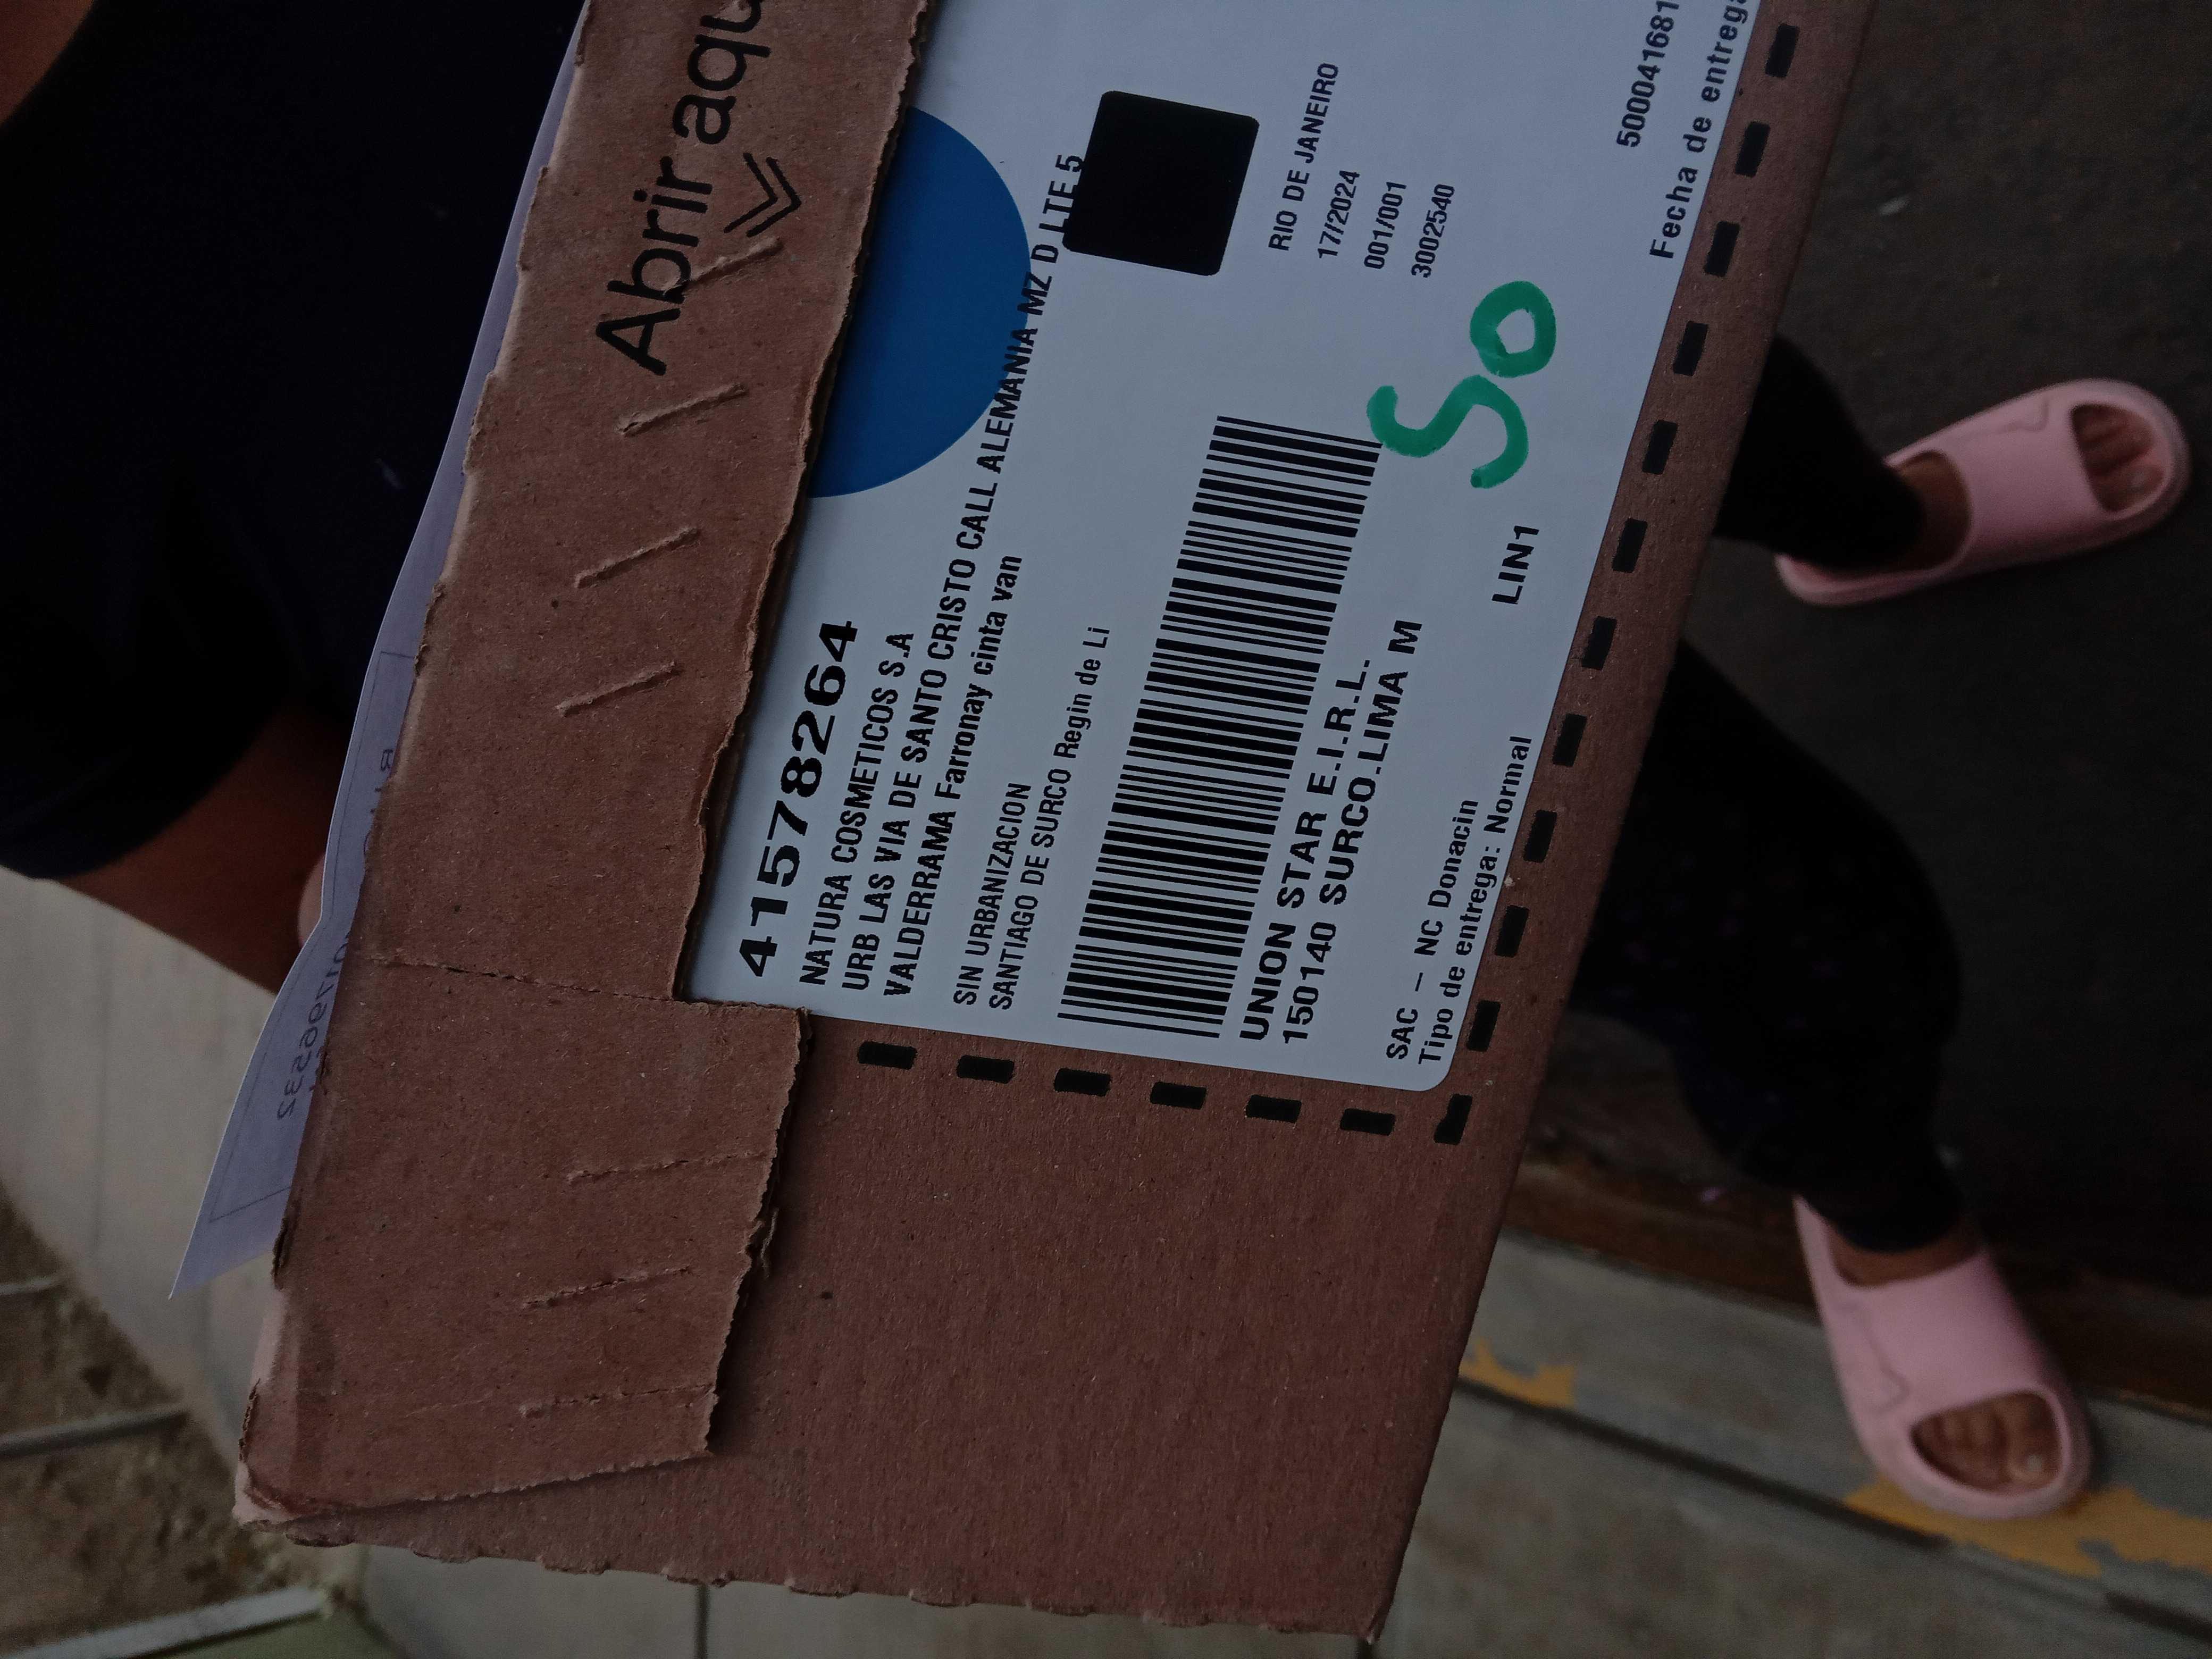 Abrir aqu
41578264
NATURA COSMETICOS S.A
URB LAS VIA DE SANTO CRISTO CALL ALEMANIA MZ D LTE 5
VALDERRAMA Farronay cinta van
SIN URBANIZACION
SANTIAGO DE SURCO Regin de Li
RIO DE JANEIRO
17/2024
001/001
3002540
UNION STAR E.I.R.L.
150140 SURCO.LIMA M
50
LIN1
SAC - NC Donacin
500041681
Tipo de entrega: Normal
Fecha de entrega